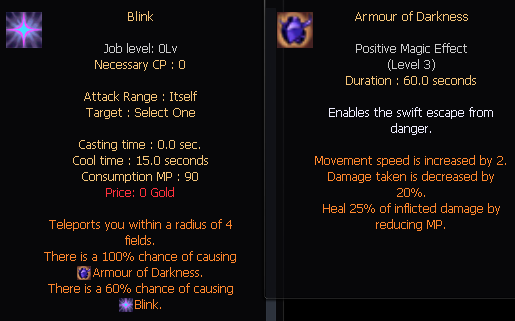 Blink
Job level: 0Lv
Necessary CP : 0
Attack Range : Itself
Target : Select One
Casting time : 0.0 sec.
Cool time : 15.0 seconds
Consumption MP : 90
Price: 0 Gold
Teleports you within a radius of 4
fields.
There is a 100% chance of causing
Armour of Darkness.
There is a 60% chance of causing
Blink.
Armour of Darkness
Positive Magic Effect
(Level 3)
Duration : 60.0 seconds
Enables the swift escape from
danger.
Movement speed is increased by 2.
Damage taken is decreased by
20%.
Heal 25% of inflicted damage by
reducing MP.